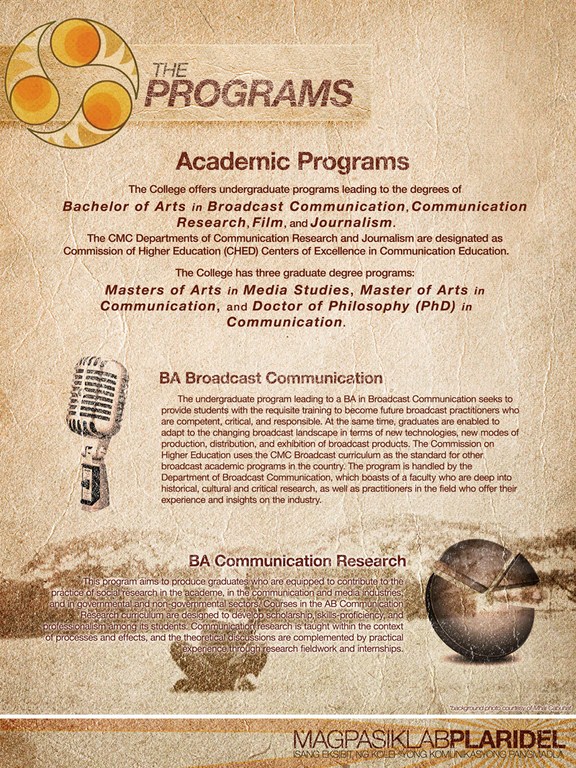 THE
PROGRAMS
Academic Programs
The College offers undergraduate programs leading to the degrees of
Bachelor of Arts in Broadcast Communication, Communication
Research, Film, and Journalism.
The CMC Departments of Communication Research and Journalism are designated as
Commission of Higher Education (CHED) Centers of Excellence in Communication Education.
The College has three graduate degree programs:
Masters of Arts in Media Studies, Master of Arts in
Communication, and Doctor of Philosophy (PhD) in
Communication.
BA Broadcast Communication
The undergraduate program leading to a BA in Broadcast Communication seeks to
provide students with the requisite training to become future broadcast practitioners who
are competent, critical, and responsible. At the same time, graduates are enabled to
adapt to the changing broadcast landscape in terms of new technologies, new modes of
production, distribution, and exhibition of broadcast products. The Commission on
Higher Education uses the CMC Broadcast curriculum as the standard for other
broadcast academic programs in the country. The program is handled by the
Department of Broadcast Communication, which boasts of a faculty who are deep into
historical, cultural and critical research, as well as practitioners in the field who offer their
experience and insights on the industry.
BA Communication Research
This program aims to produce graduates who are equipped to contribute to the
practice of social research in the academe, in the communication and media industries,
and in governmental and non-governmental sectors. Courses in the AB Communication
Research curriculum are designed to develop scholarship, skills-proficiency, and
professionalism among its students. Communication research is taught within the context
of processes and effects, and the theoretical discussions are complemented by practical
experience through research fieldwork and internships.
*background photo courtesy of
MAGPASIKLABPLARIDEL
ISANG EKSIBIT NG KOLEHIYONG KOMUNIKASYONG PANGMADLA